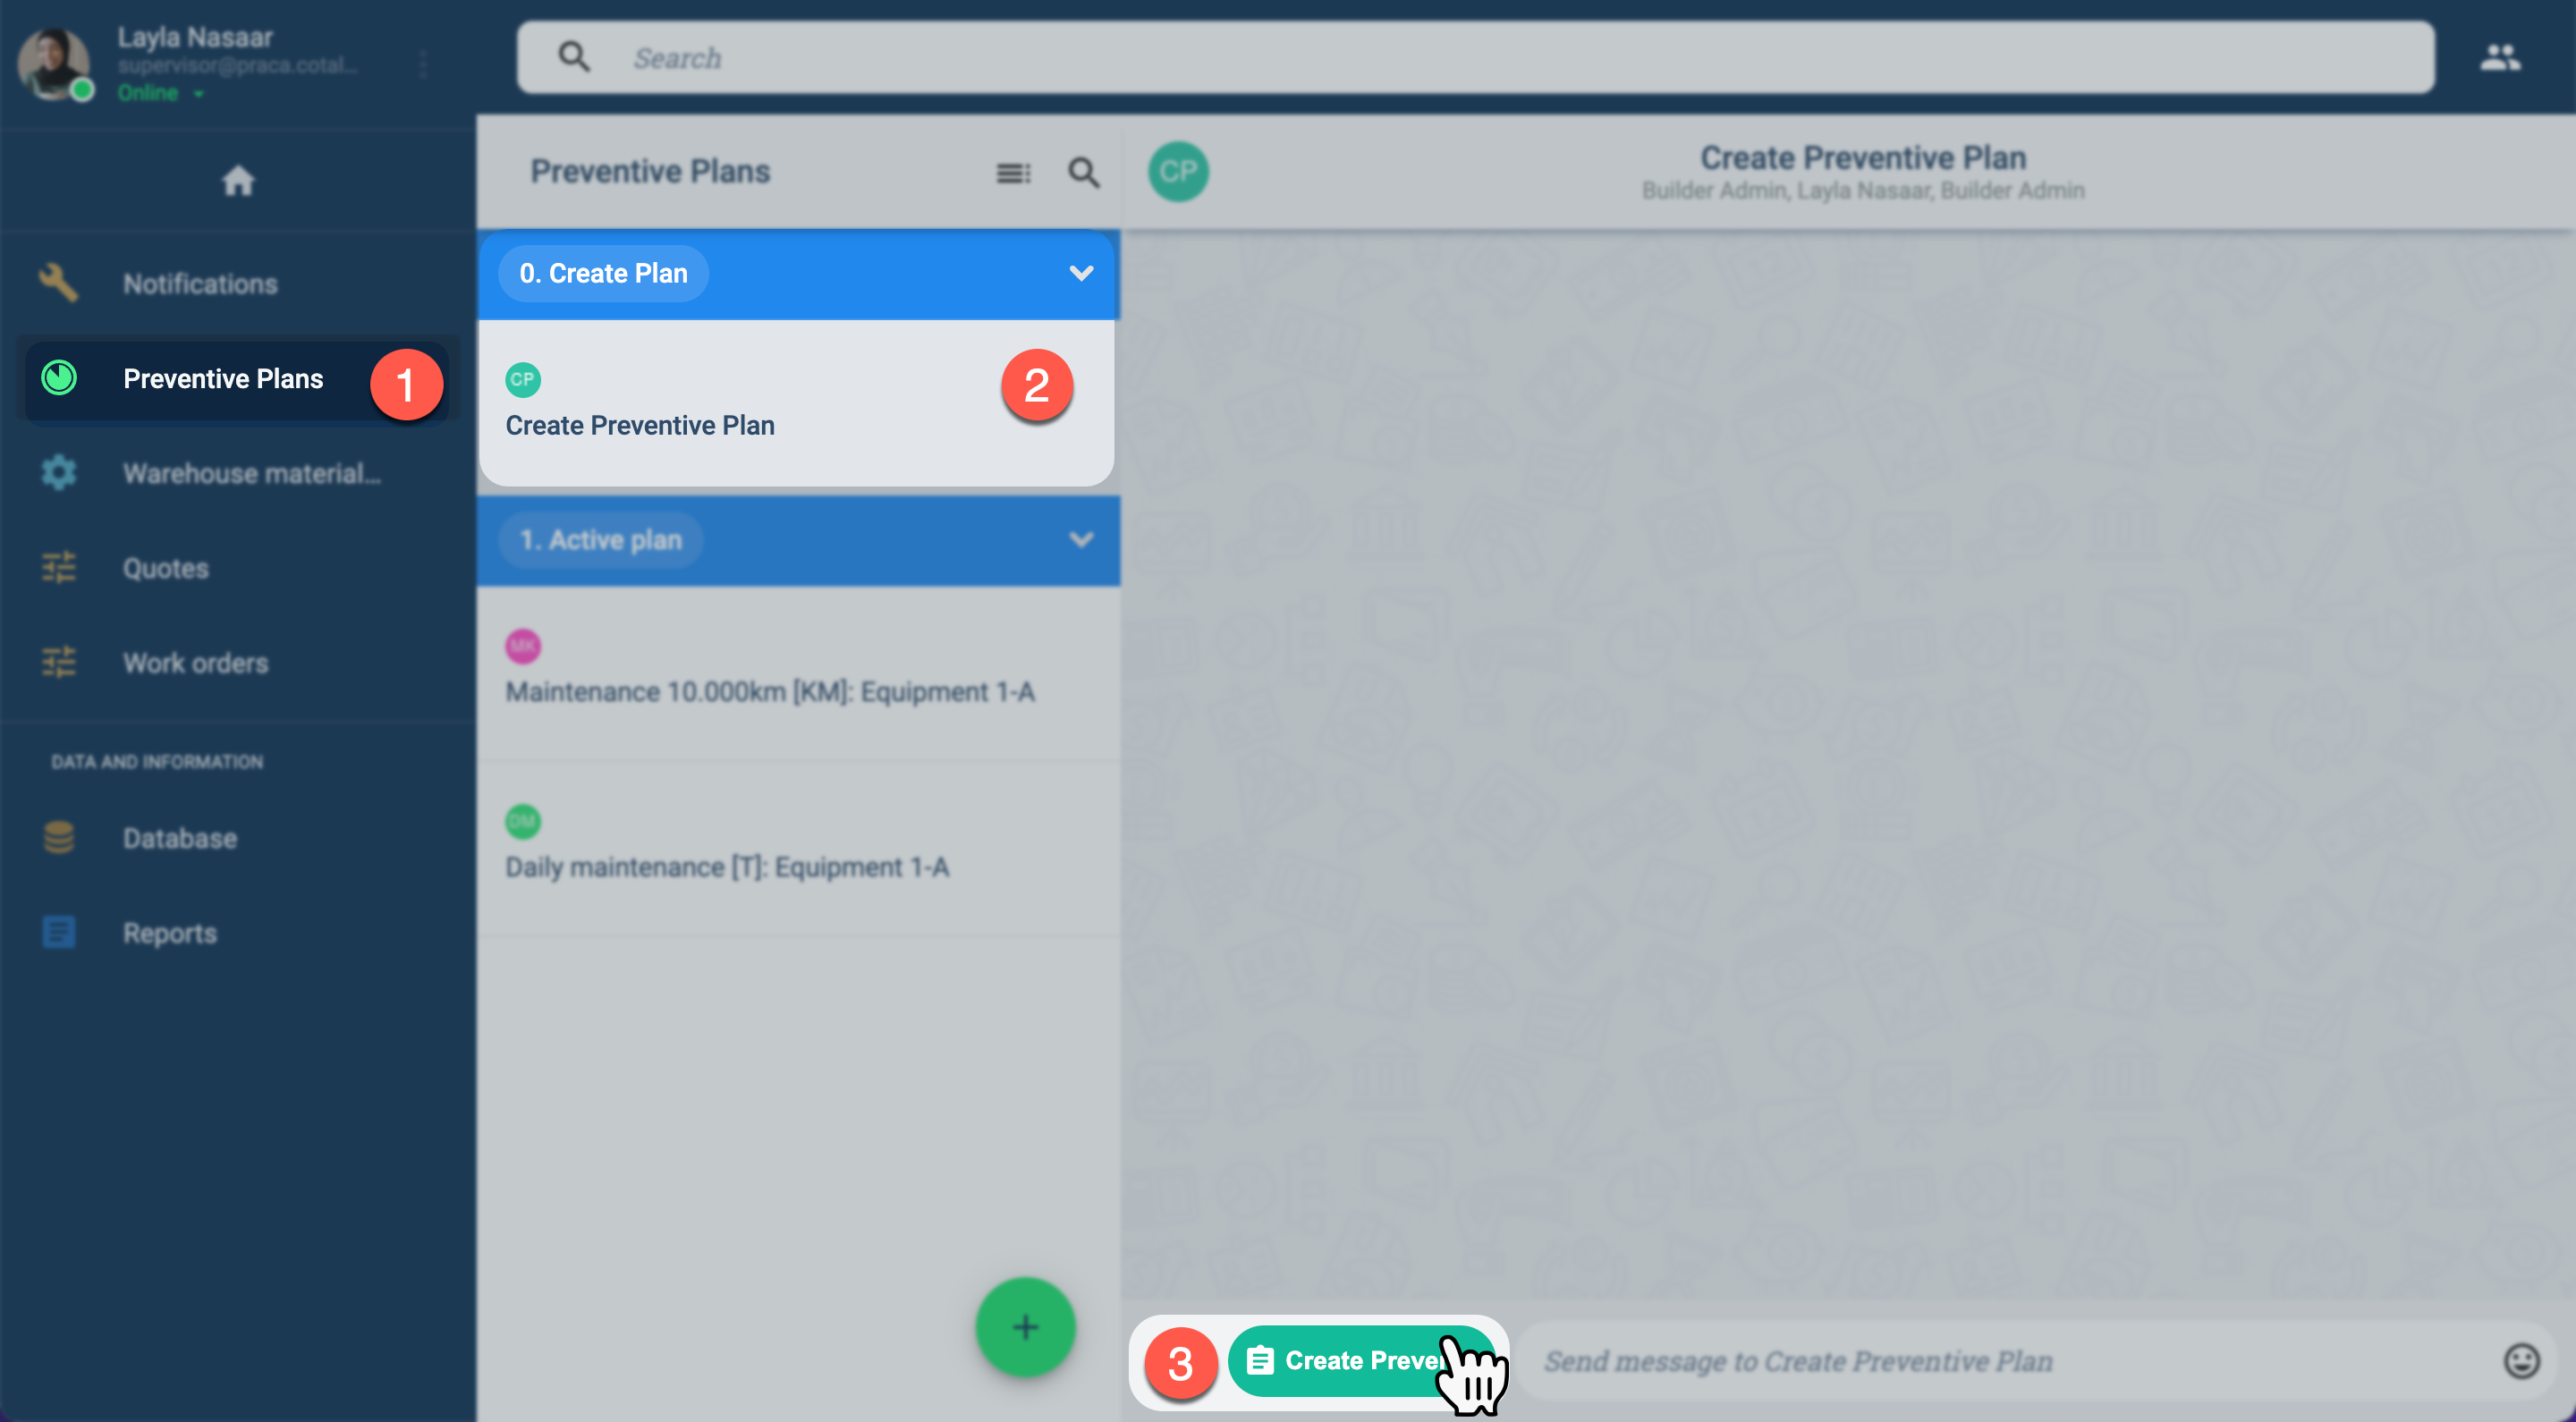 Layla Nasaar
supervisor@praca.cotal...
Online
Search
Notifications
Preventive Plans
1
Warehouse material...
Quotes
Work orders
DATA AND INFORMATION
Database
Reports
Preventive Plans
0. Create Plan
CP
2
Create Preventive Plan
1. Active plan
MK
Maintenance 10.000km [KM]: Equipment 1-A
DM
Daily maintenance [T]: Equipment 1-A
+
CP
Create Preventive Plan
Builder Admin, Layla Nasaar, Builder Admin
3
Create Preve
Send message to Create Preventive Plan